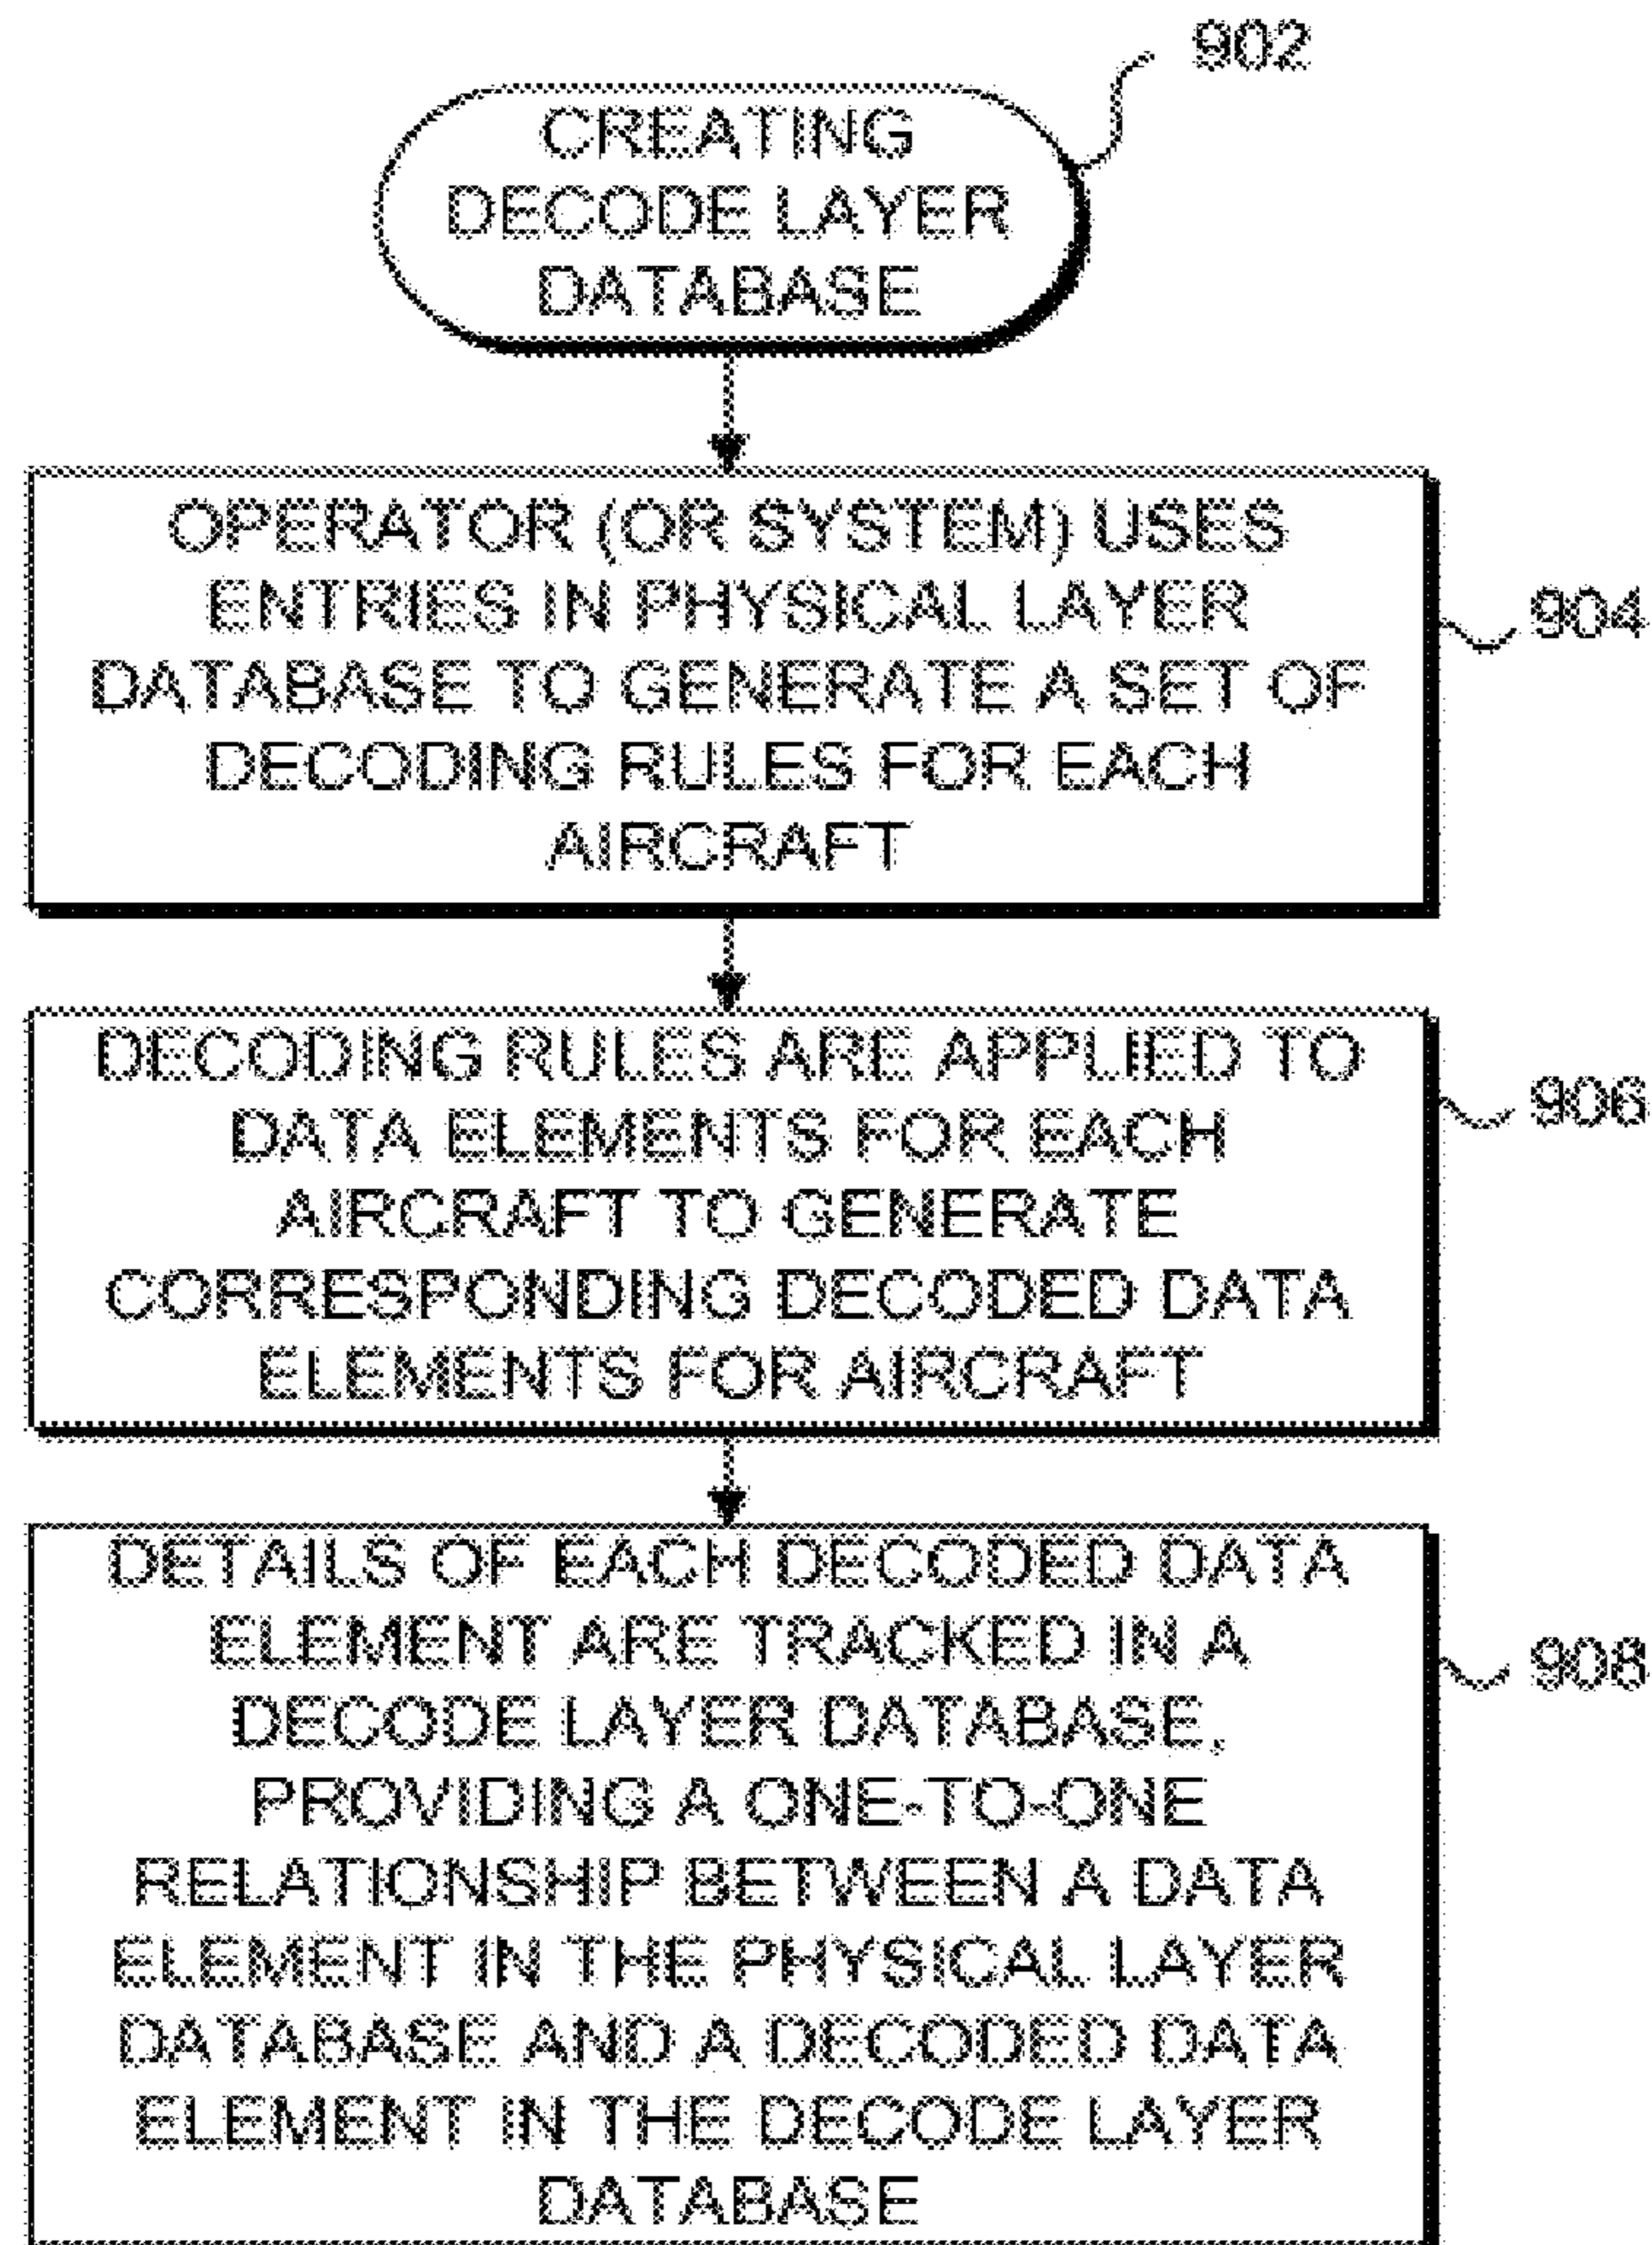 902
CREATING
DECODE LAYER
DATABASE
OPERATOR (OR SYSTEM) USES
ENTRIES IN PHYSICAL LAYER
DATABASE TO GENERATE A SET OF
DECODING RULES FOR EACH
AIRCRAFT
904
DECODING RULES ARE APPLIED TO
DATA ELEMENTS FOR EACH
AIRCRAFT TO GENERATE
CORRESPONDING DECODED DATA
ELEMENTS FOR AIRCRAFT
906
DETAILS OF EACH DECODED DATA
ELEMENT ARE TRACKED IN A
DECODE LAYER DATABASE,
PROVIDING A ONE-TO-ONE
RELATIONSHIP BETWEEN A DATA
ELEMENT IN THE PHYSICAL LAYER
DATABASE AND A DECODED DATA
ELEMENT IN THE DECODE LAYER
DATABASE
908